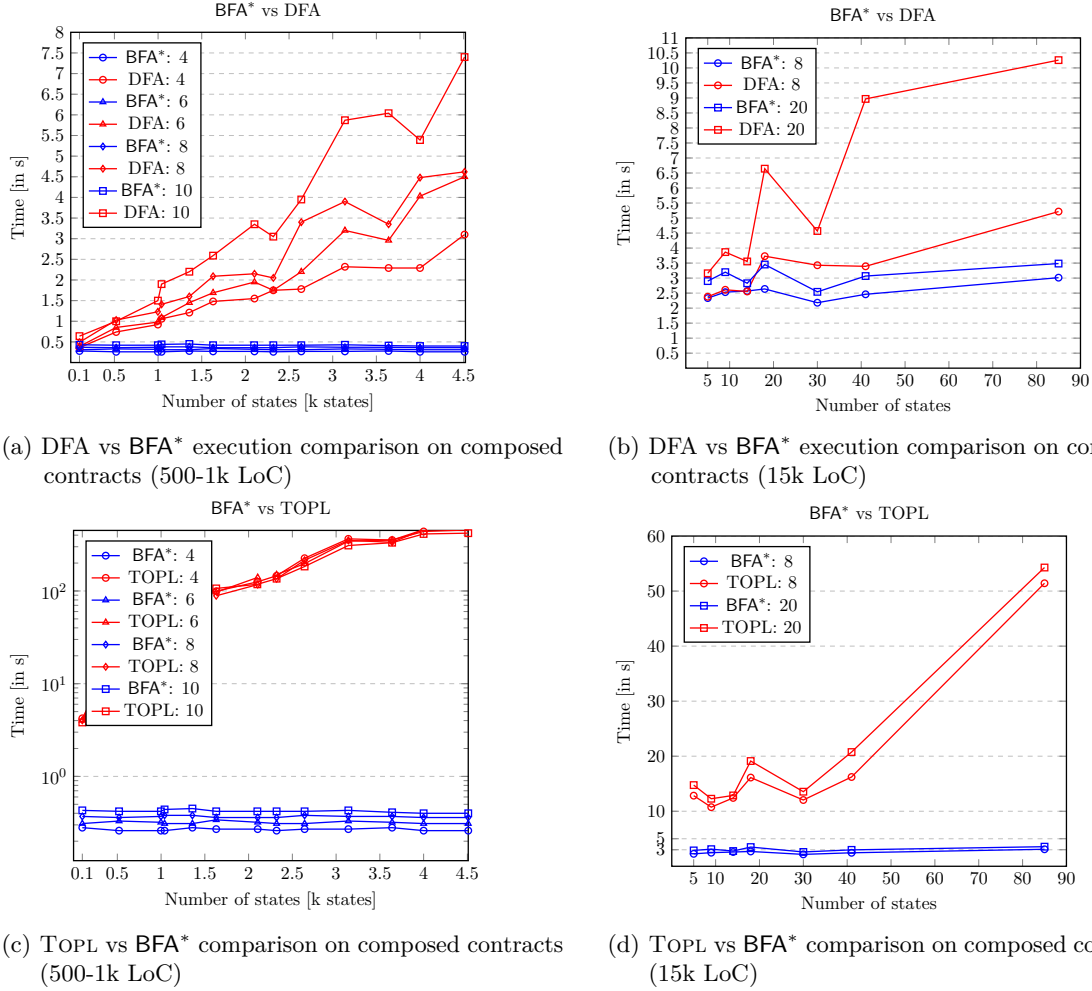 BFA* vs DFA
8
7.5
7
6.5
6
5.5
5
4.5
4
3.5
3
2.5
2
1.5
1
0.5
Time [in s]
BFA*: 4
DFA: 4
BFA*: 6
DFA: 6
BFA*: 8
DFA: 8
BFA*: 10
DFA: 10
0.1 0.5 1 1.5 2 2.5 3 3.5 4 4.5
Number of states [k states]
(a) DFA vs BFA* execution comparison on composed
contracts (500-1k LoC)
BFA* vs DFA
11
10.5
10
9.5
9
8.5
8
7.5
7
6.5
6
5.5
5
4.5
4
3.5
3
2.5
2
1.5
1
0.5
Time [in s]
BFA*: 8
DFA: 8
BFA*: 20
DFA: 20
5 10 20 30 40 50 60 70 80 90
Number of states
(b) DFA vs BFA* execution comparison on co
contracts (15k LoC)
BFA* vs TOPL
10²
10¹
10⁰
Time [in s]
BFA*: 4
TOPL: 4
BFA*: 6
TOPL: 6
BFA*: 8
TOPL: 8
BFA*: 10
TOPL: 10
0.1 0.5 1 1.5 2 2.5 3 3.5 4 4.5
Number of states [k states]
(c) TOPL vs BFA* comparison on composed contracts
(500-1k LoC)
BFA* vs TOPL
60
50
40
30
20
10
5
3
Time [in s]
BFA*: 8
TOPL: 8
BFA*: 20
TOPL: 20
5 10 20 30 40 50 60 70 80 90
Number of states
(d) TOPL vs BFA* comparison on composed co
(15k LoC)